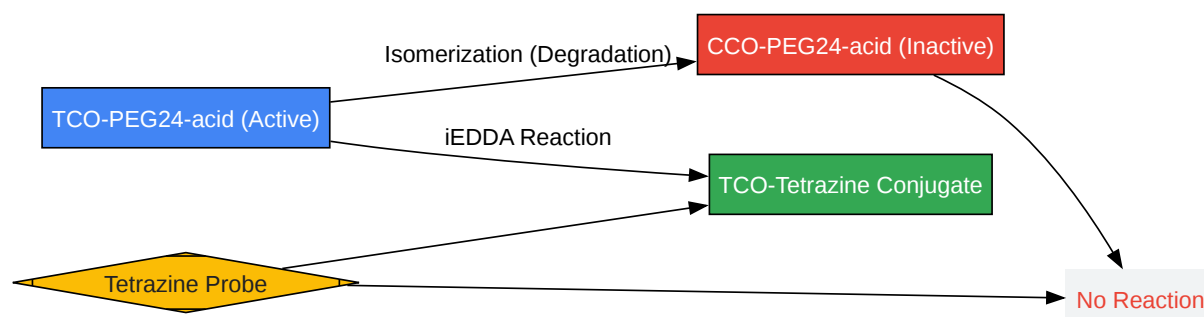 Isomerization (Degradation)
CCO-PEG24-acid (Inactive)
TCO-PEG24-acid (Active)
iEDDA Reaction
TCO-Tetrazine Conjugate
Tetrazine Probe
No Reaction